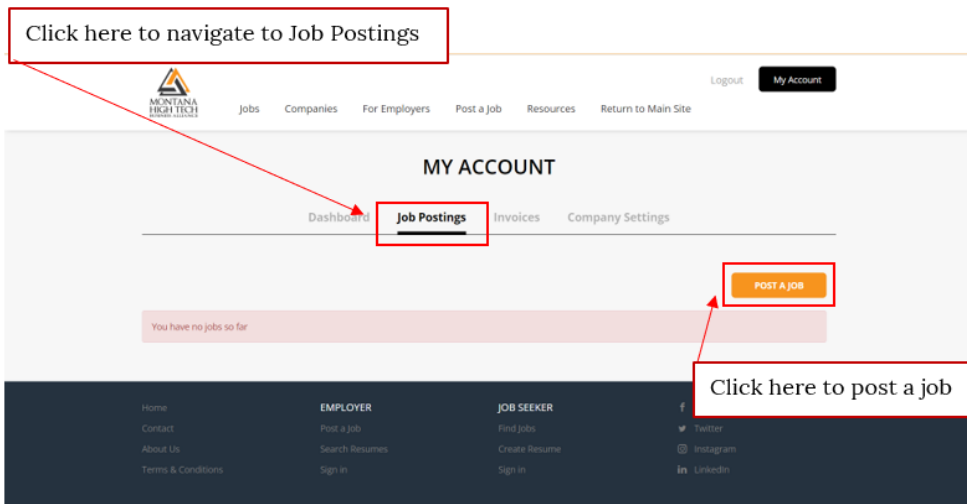 Click here to navigate to Job Postings
Logout My Account
MONTANA
HIGH TECH
BUSINESS ALLIANCE
Jobs Companies For Employers Post a Job Resources Return to Main Site
MY ACCOUNT
Dashboard Job Postings Invoices Company Settings
POST A JOB
You have no jobs so far
Click here to post a job
Home EMPLOYER JOB SEEKER
Contact Post a Job Find Jobs Twitter
About Us Search Resumes Create Resume Instagram
Terms & Conditions Sign in Sign in LinkedIn